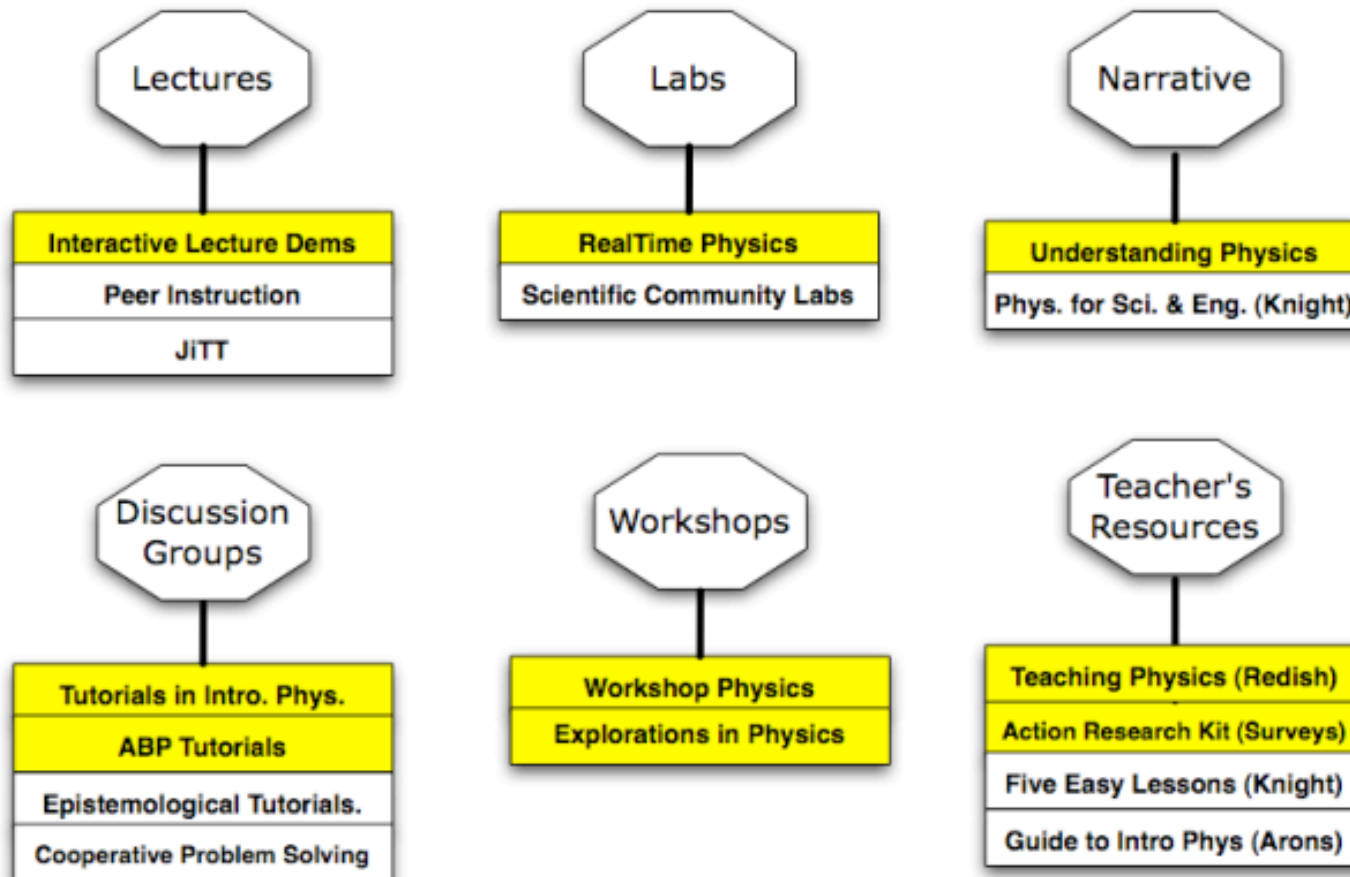 Lectures
Interactive Lecture Dems
Peer Instruction
JiTT
Labs
RealTime Physics
Scientific Community Labs
Narrative
Understanding Physics
Phys. for Sci. & Eng. (Knight)
Discussion
Groups
Tutorials in Intro. Phys.
ABP Tutorials
Epistemological Tutorials.
Cooperative Problem Solving
Workshops
Workshop Physics
Explorations in Physics
Teacher's
Resources
Teaching Physics (Redish)
Action Research Kit (Surveys)
Five Easy Lessons (Knight)
Guide to Intro Phys (Arons)